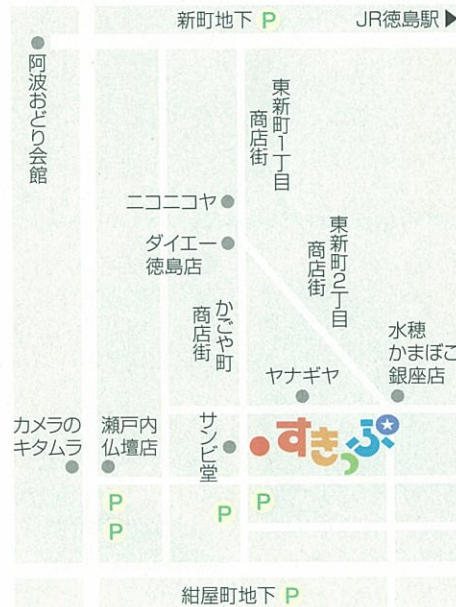 新町地下 P
JR徳島駅 ▶
阿波おどり会館
東新町1丁目
商店街
ニコニコヤ
ダイエー
徳島店
東新町2丁目
商店街
かごや町
商店街
水穂
かまぼこ
銀座店
ヤナギヤ
カメラの
キタムラ
瀬戸内
仏壇店
サンビ堂
すきっぷ
P
P
P
P
紺屋町地下 P